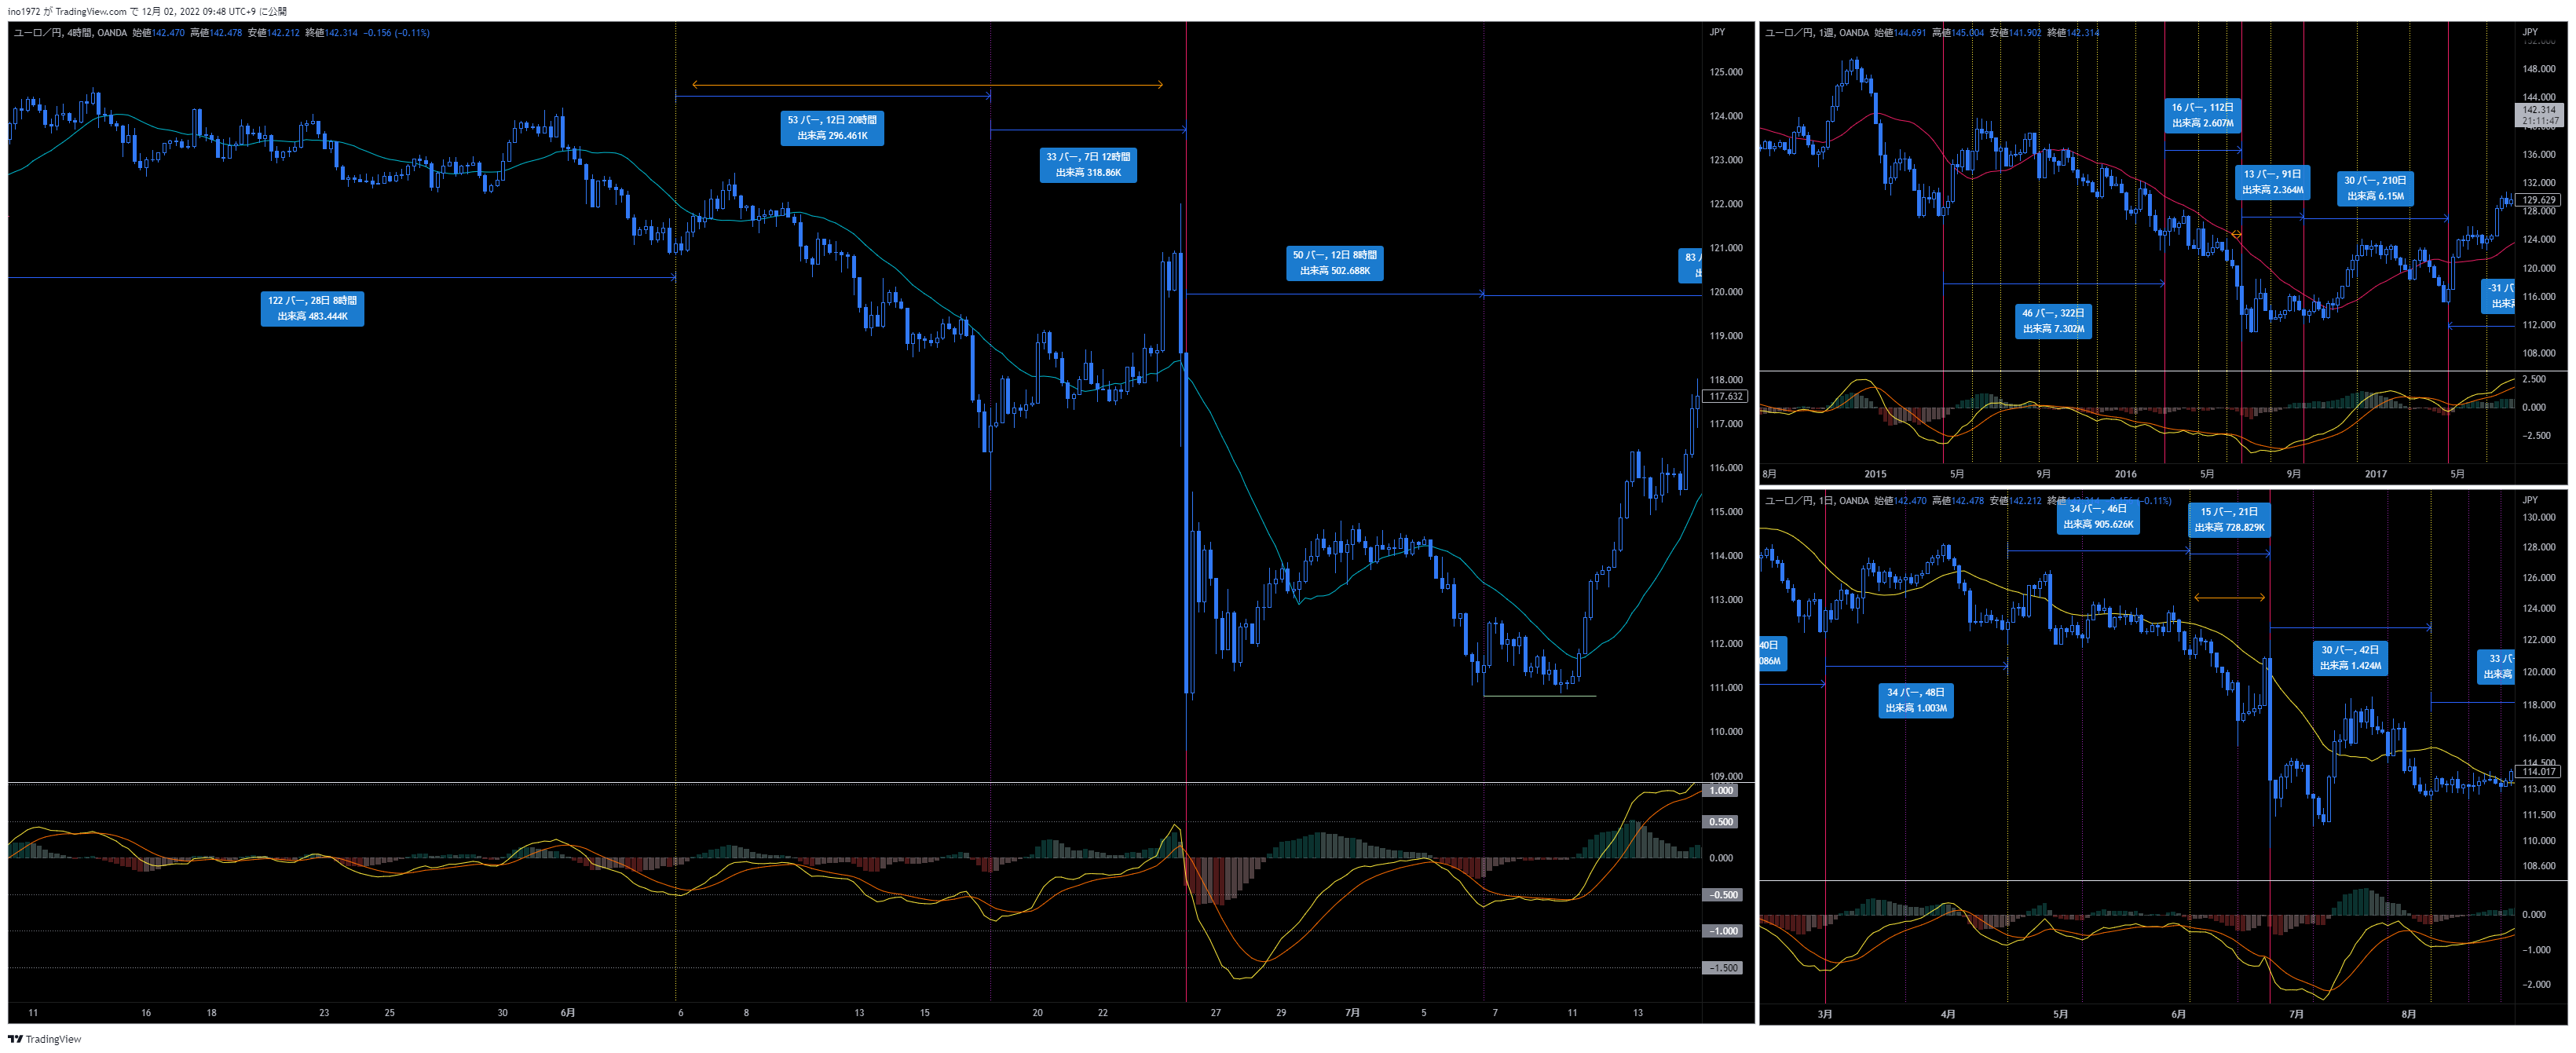 ino1972 が TradingView.com で 12月 02, 2022 09:48 UTC+9 に公開
ユーロ／円, 4時間, OANDA 始値142.470 高値142.478 安値142.212 終値142.314 −0.156 (−0.11%)
JPY
125.000
124.000
123.000
122.000
121.000
120.000
119.000
118.000
117.632
117.000
116.000
115.000
114.000
113.000
112.000
111.000
110.000
109.000
53 バー, 12日 20時間
出来高 296.461K
33 バー, 7日 12時間
出来高 318.86K
50 バー, 12日 8時間
出来高 502.688K
83
122 バー, 28日 8時間
出来高 483.444K
1.000
0.500
0.000
−0.500
−1.000
−1.500
11 16 18 23 25 30 6月 6 8 13 15 20 22 27 29 7月 5 7 11 13
ユーロ／円, 1週, OANDA 始値144.691 高値145.004 安値141.902 終値142.314
JPY
148.000
144.000
142.314
21:11:47
136.000
132.000
129.629
128.000
124.000
120.000
116.000
112.000
108.000
16 バー, 112日
出来高 2.607M
13 バー, 91日
出来高 2.364M
30 バー, 210日
出来高 6.15M
46 バー, 322日
出来高 7.302M
-31 バ
2.500
0.000
−2.500
8月 2015 5月 9月 2016 5月 9月 2017 5月
ユーロ／円, 1日, OANDA 始値142.470 高値142.478 安値142.212 終値 −0.11%)
JPY
130.000
128.000
126.000
124.000
122.000
120.000
118.000
116.000
114.500
114.017
113.000
111.500
110.000
108.600
34 バー, 46日
出来高 905.626K
15 バー, 21日
出来高 728.829K
40日
086M
34 バー, 48日
出来高 1.003M
30 バー, 42日
出来高 1.424M
33 バ
出来高
0.000
−1.000
−2.000
3月 4月 5月 6月 7月 8月
TradingView